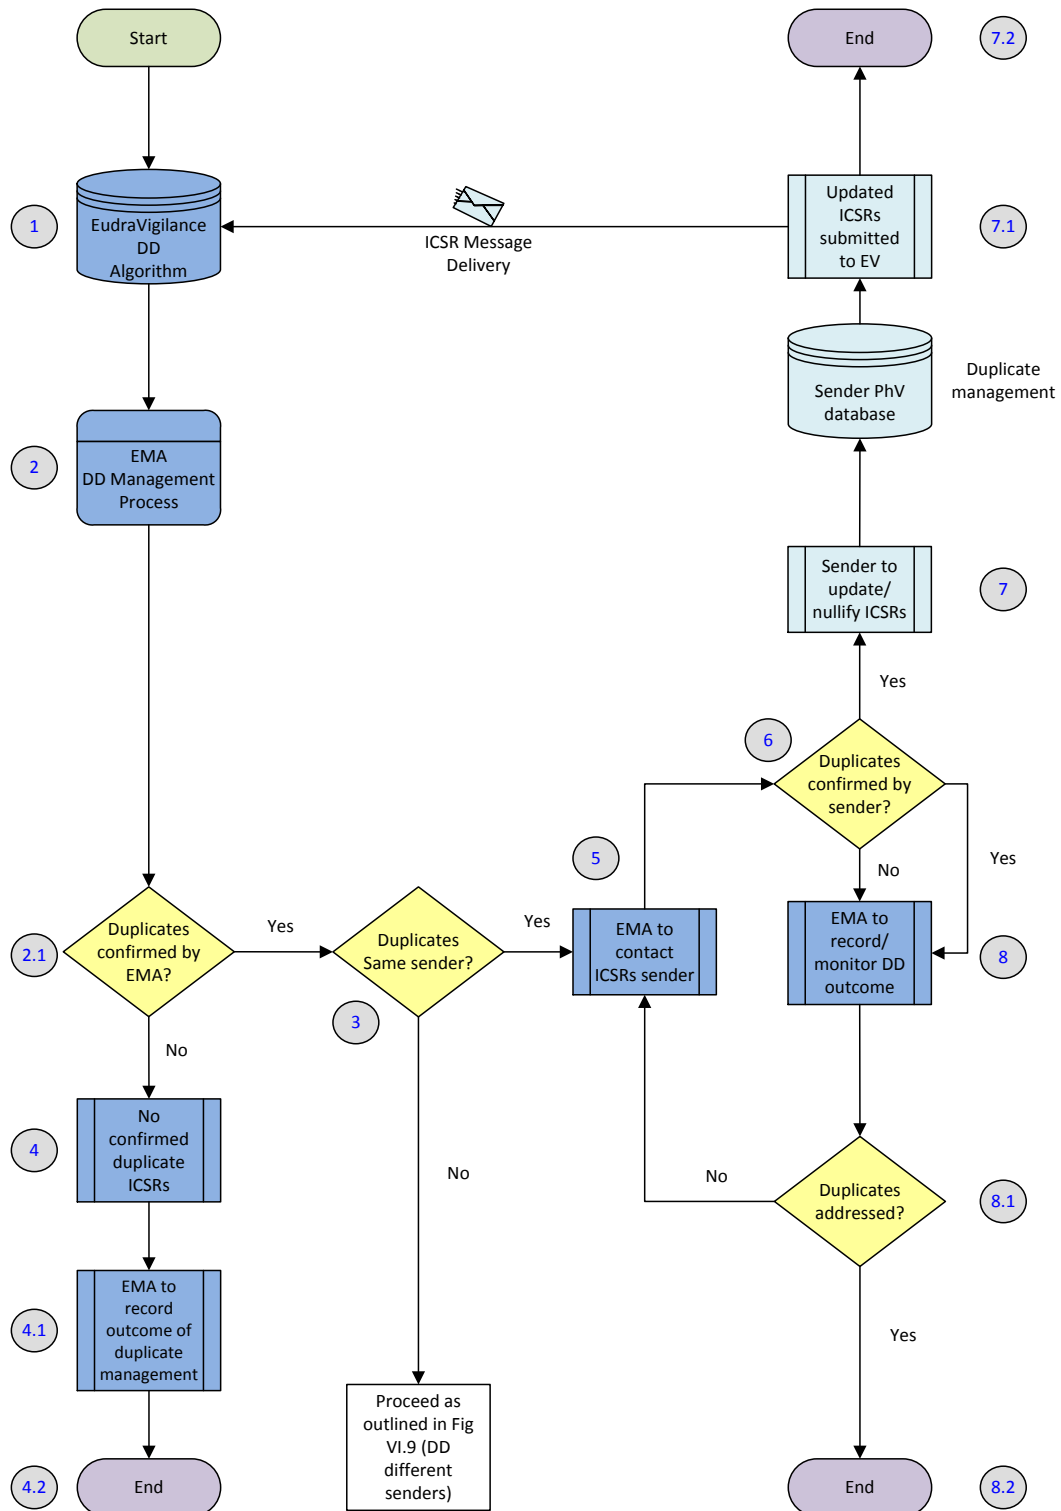 Start
End
7.2
1
EudraVigilance
DD
Algorithm
ICSR Message
Delivery
Updated
ICSRs
submitted
to EV
7.1
Sender PhV
database
Duplicate
management
2
EMA
DD Management
Process
Sender to
update/
nullify ICSRs
7
Yes
6
Duplicates
confirmed by
sender?
Yes
No
5
2.1
Duplicates
confirmed by
EMA?
Yes
Duplicates
Same sender?
Yes
EMA to
contact
ICSRs sender
EMA to
record/
monitor DD
outcome
8
3
No
4
No
confirmed
duplicate
ICSRs
No
No
Duplicates
addressed?
8.1
4.1
EMA to
record
outcome of
duplicate
management
Yes
Proceed as
outlined in Fig
VI.9 (DD
different
senders)
4.2
End
End
8.2